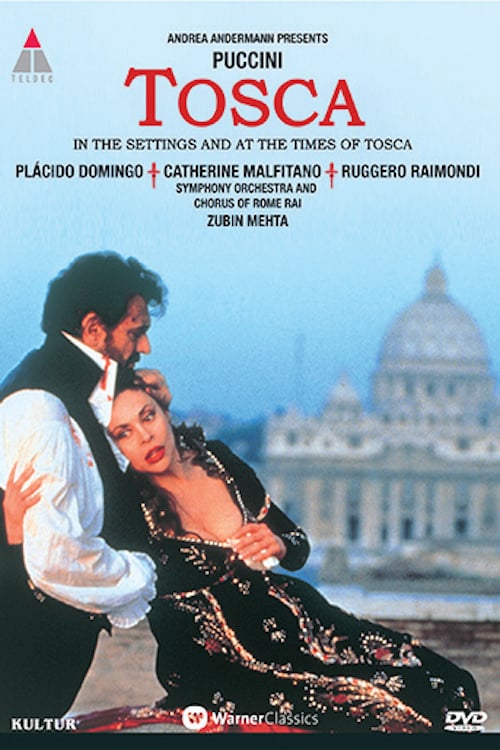 ANDREA ANDERMANN PRESENTS
PUCCINI
TOSCA
IN THE SETTINGS AND AT THE TIMES OF TOSCA
PLÁCIDO DOMINGO CATHERINE MALFITANO RUGGERO RAIMONDI
SYMPHONY ORCHESTRA AND
CHORUS OF ROME RAI
ZUBIN MEHTA
TELDEC
KULTUR
WarnerClassics
DVD
VIDEO